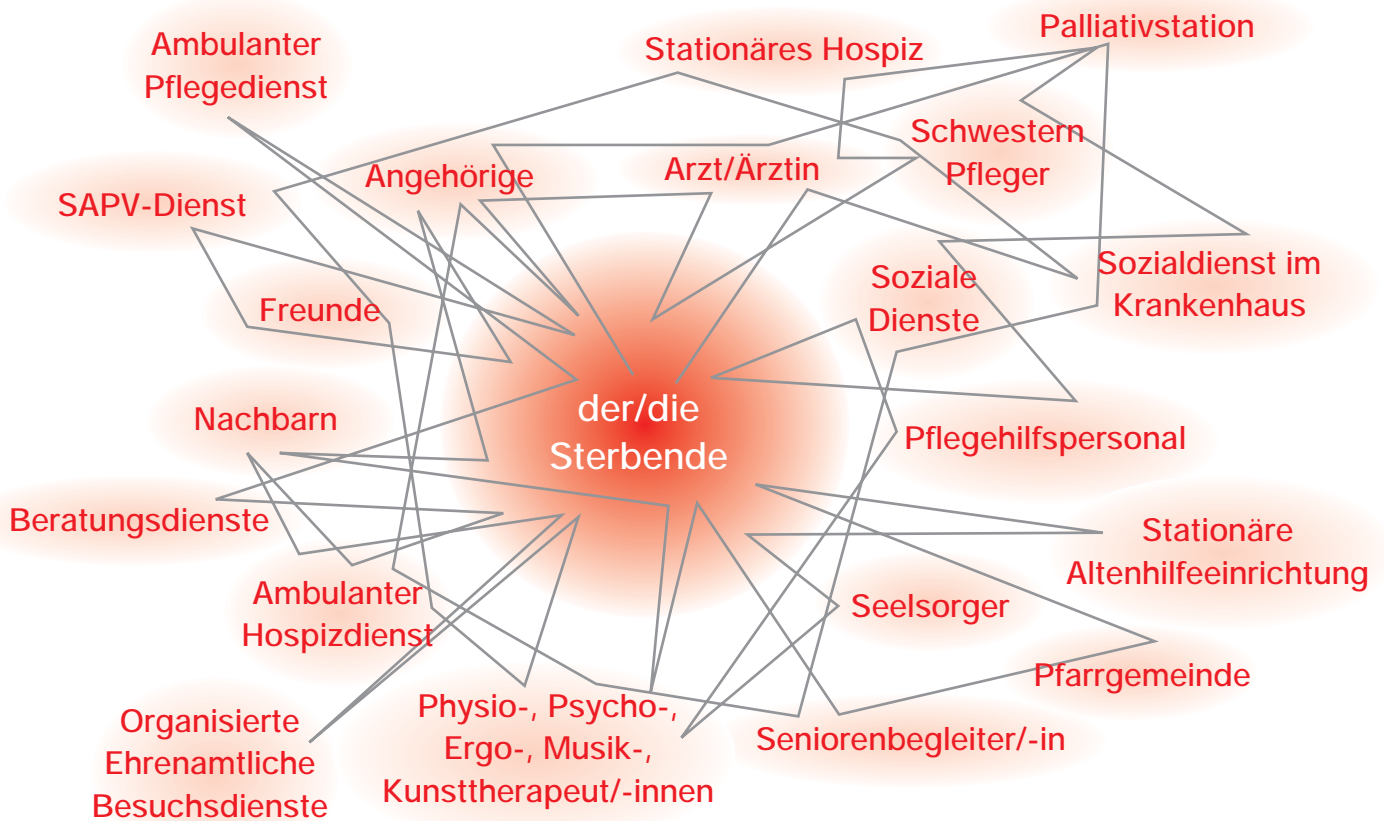 Ambulanter
Pflegedienst
Stationäres Hospiz
Palliativstation
SAPV-Dienst
Angehörige
Arzt/Ärztin
Schwestern
Pfleger
Freunde
Soziale
Dienste
Sozialdienst im
Krankenhaus
Nachbarn
der/die
Sterbende
Pflegehilfspersonal
Beratungsdienste
Stationäre
Altenhilfeeinrichtung
Ambulanter
Hospizdienst
Seelsorger
Pfarrgemeinde
Organisierte
Ehrenamtliche
Besuchsdienste
Physio-, Psycho-,
Ergo-, Musik-,
Kunsttherapeut/-innen
Seniorenbegleiter/-in